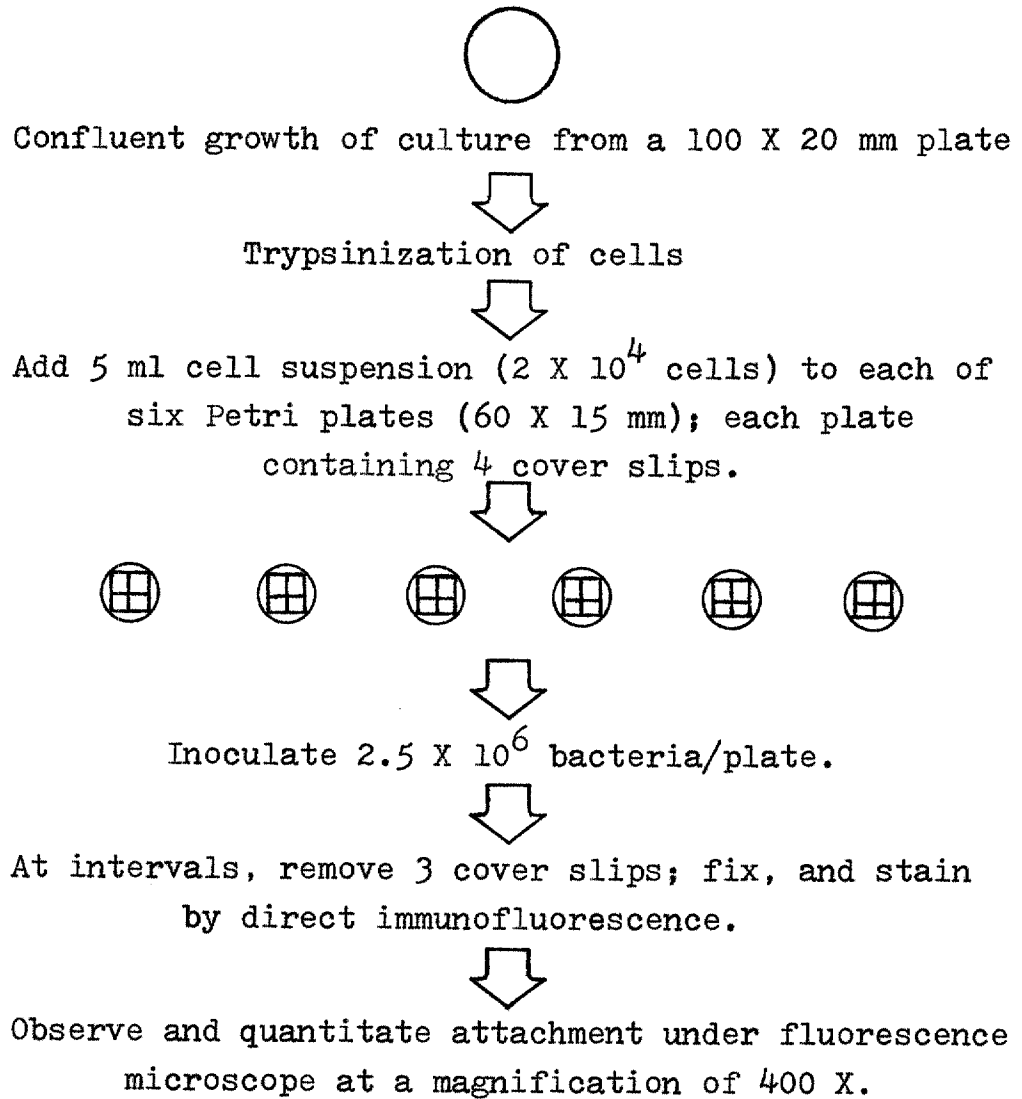 Confluent growth of culture from a 100 X 20 mm plate
Trypsinization of cells
Add 5 ml cell suspension (2 X 10⁴ cells) to each of
six Petri plates (60 X 15 mm); each plate
containing 4 cover slips.
Inoculate 2.5 X 10⁶ bacteria/plate.
At intervals, remove 3 cover slips; fix, and stain
by direct immunofluorescence.
Observe and quantitate attachment under fluorescence
microscope at a magnification of 400 X.